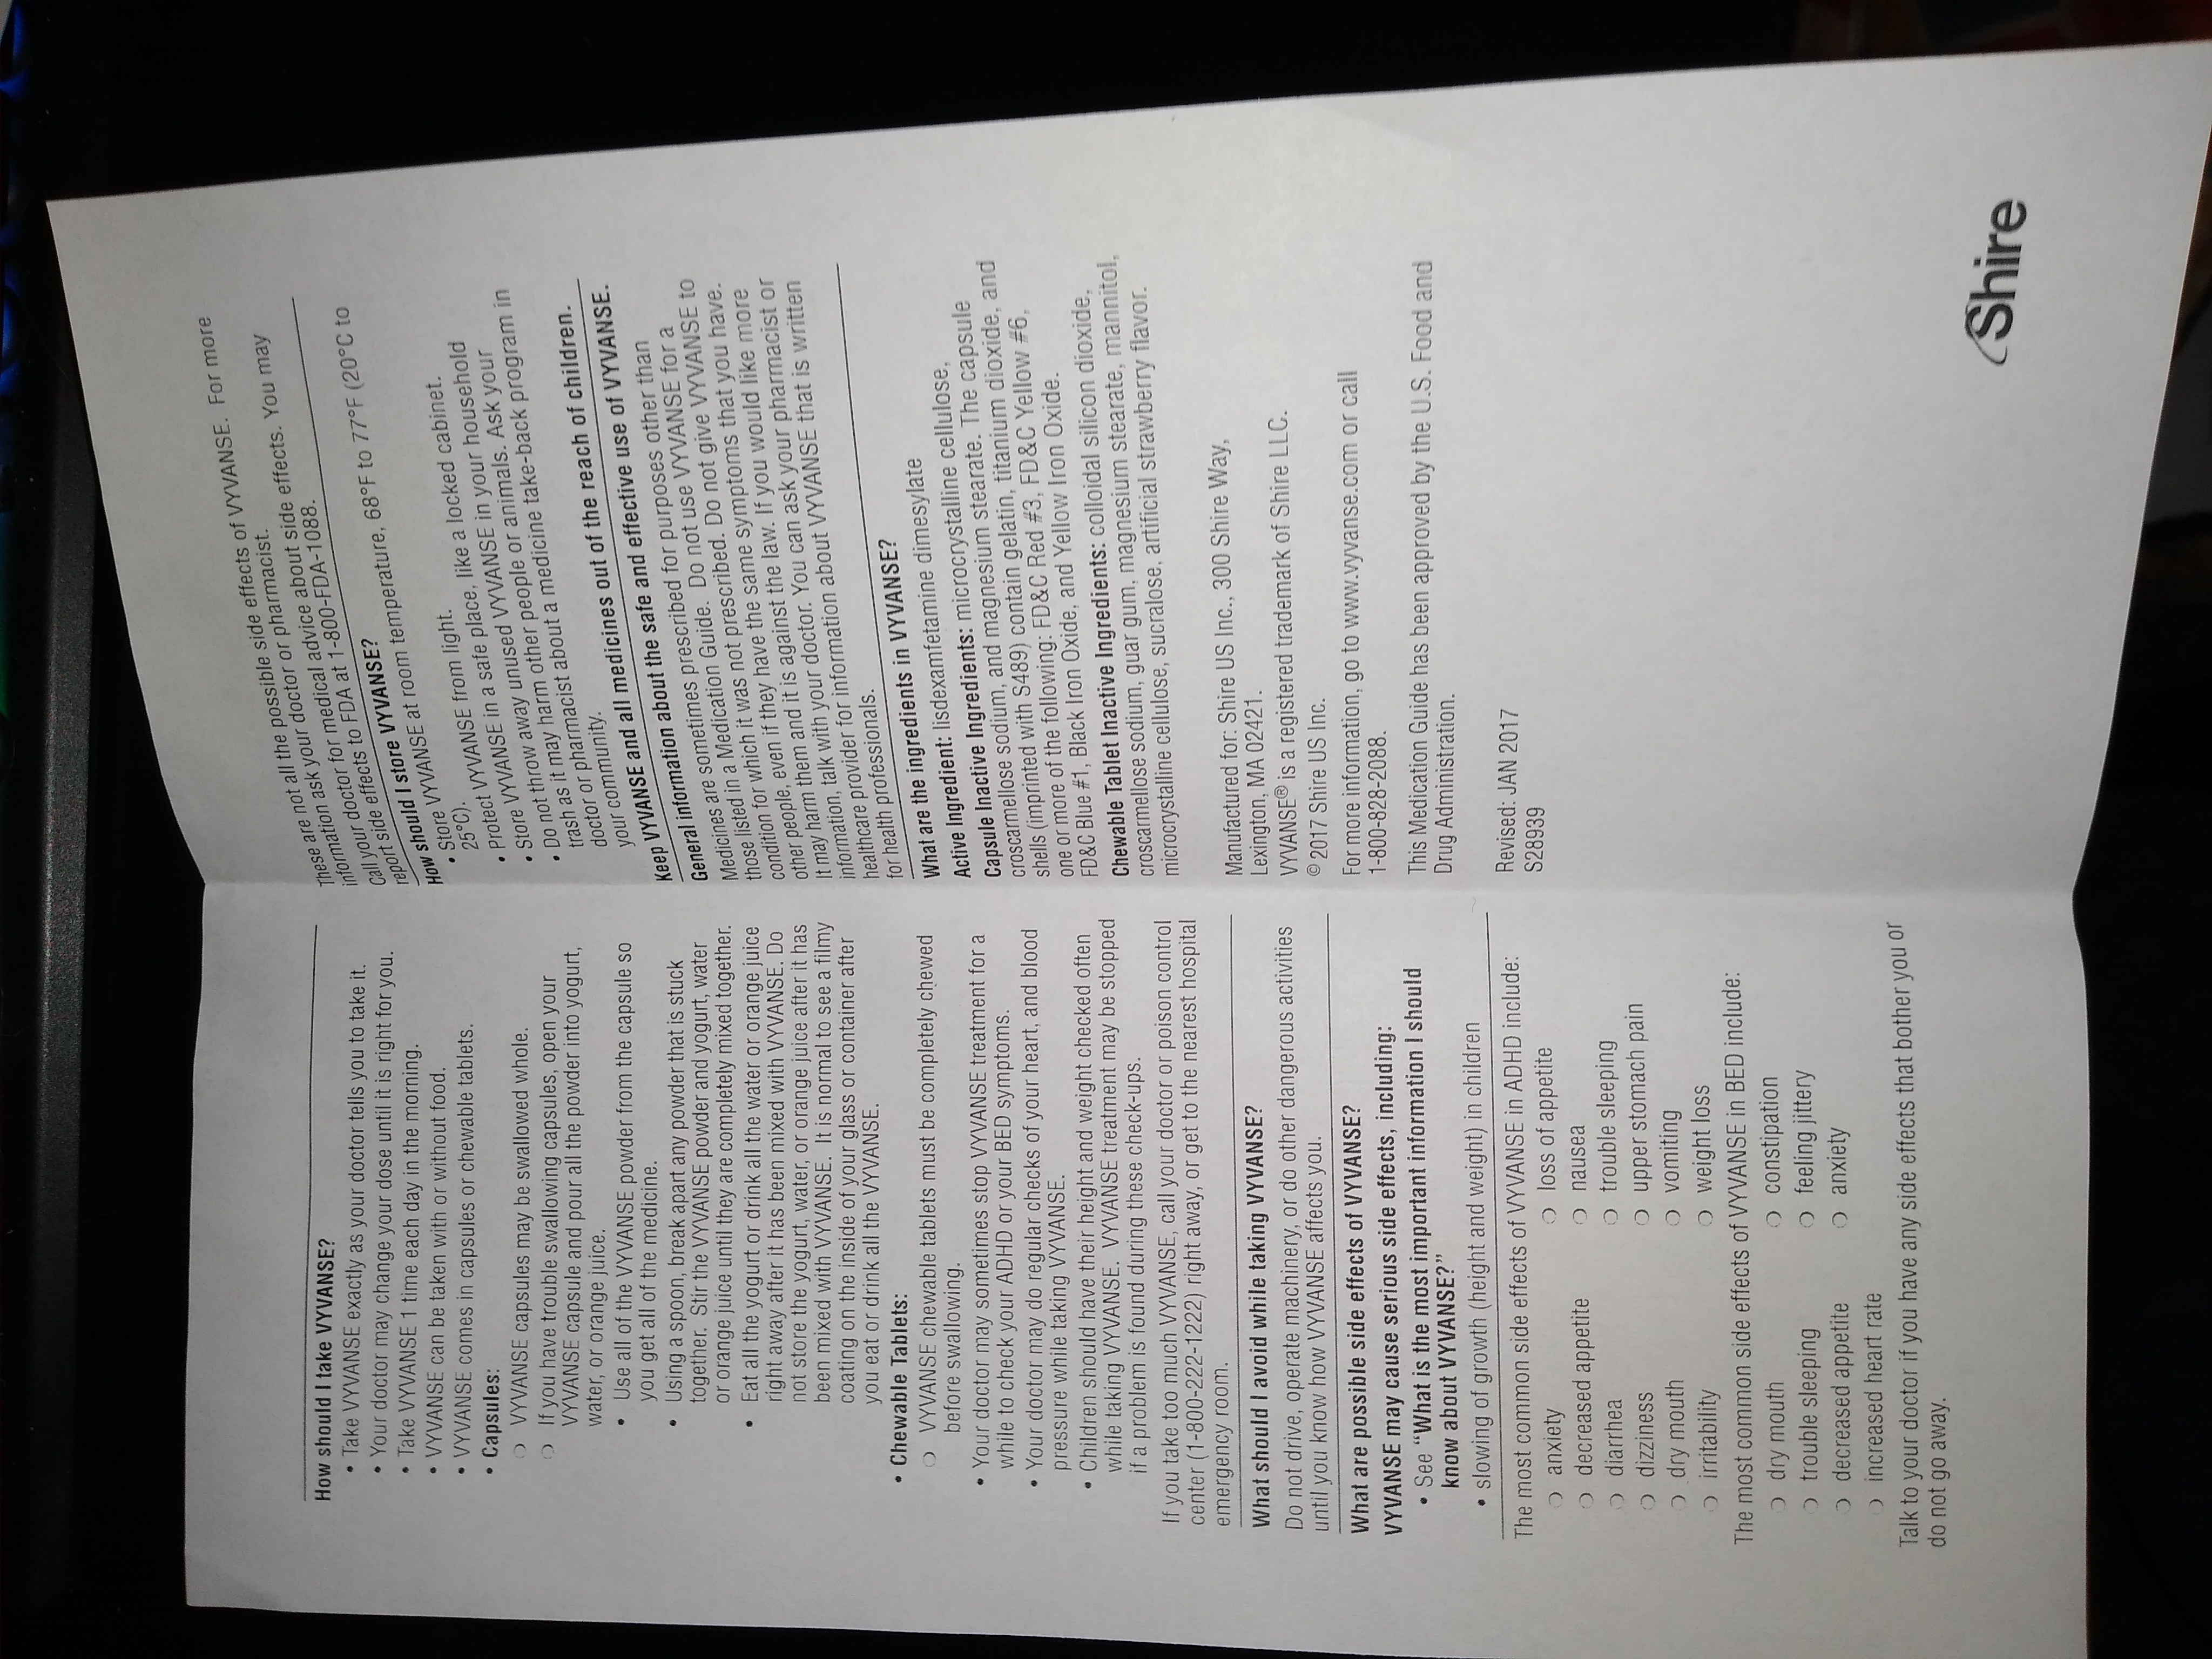 How should I take VYVANSE?
• Take VYVANSE exactly as your doctor tells you to take it.
• Your doctor may change your dose until it is right for you.
• Take VYVANSE 1 time each day in the morning.
• VYVANSE can be taken with or without food.
• VYVANSE comes in capsules or chewable tablets.
• Capsules:
❍ VYVANSE capsules may be swallowed whole.
❍ If you have trouble swallowing capsules, open your
VYVANSE capsule and pour all the powder into yogurt,
water, or orange juice.
• Use all of the VYVANSE powder from the capsule so
you get all of the medicine.
• Using a spoon, break apart any powder that is stuck
together. Stir the VYVANSE powder and yogurt, water
or orange juice until they are completely mixed together.
• Eat all the yogurt or drink all the water or orange juice
right away after it has been mixed with VYVANSE. Do
not store the yogurt, water, or orange juice after it has
been mixed with VYVANSE. It is normal to see a filmy
coating on the inside of your glass or container after
you eat or drink all the VYVANSE.
• Chewable Tablets:
❍ VYVANSE chewable tablets must be completely chewed
before swallowing.
• Your doctor may sometimes stop VYVANSE treatment for a
while to check your ADHD or your BED symptoms.
• Your doctor may do regular checks of your heart, and blood
pressure while taking VYVANSE.
• Children should have their height and weight checked often
while taking VYVANSE. VYVANSE treatment may be stopped
if a problem is found during these check-ups.
If you take too much VYVANSE, call your doctor or poison control
center (1-800-222-1222) right away, or get to the nearest hospital
emergency room.
What should I avoid while taking VYVANSE?
Do not drive, operate machinery, or do other dangerous activities
until you know how VYVANSE affects you.
What are possible side effects of VYVANSE?
VYVANSE may cause serious side effects, including:
• See “What is the most important information I should
know about VYVANSE?”
• slowing of growth (height and weight) in children
The most common side effects of VYVANSE in ADHD include:
❍ anxiety ❍ loss of appetite
❍ decreased appetite ❍ nausea
❍ diarrhea ❍ trouble sleeping
❍ dizziness ❍ upper stomach pain
❍ dry mouth ❍ vomiting
❍ irritability ❍ weight loss
The most common side effects of VYVANSE in BED include:
❍ dry mouth ❍ constipation
❍ trouble sleeping ❍ feeling jittery
❍ decreased appetite ❍ anxiety
❍ increased heart rate
Talk to your doctor if you have any side effects that bother you or
do not go away.
These are not all the possible side effects of VYVANSE. For more
information ask your doctor or pharmacist.
Call your doctor for medical advice about side effects. You may
report side effects to FDA at 1-800-FDA-1088.
How should I store VYVANSE?
• Store VYVANSE at room temperature, 68°F to 77°F (20°C to
25°C).
• Protect VYVANSE from light.
• Store VYVANSE in a safe place, like a locked cabinet.
• Do not throw away unused VYVANSE in your household
trash as it may harm other people or animals. Ask your
doctor or pharmacist about a medicine take-back program in
your community.
Keep VYVANSE and all medicines out of the reach of children.
General information about the safe and effective use of VYVANSE.
Medicines are sometimes prescribed for purposes other than
those listed in a Medication Guide. Do not use VYVANSE for a
condition for which it was not prescribed. Do not give VYVANSE to
other people, even if they have the same symptoms that you have.
It may harm them and it is against the law. If you would like more
information, talk with your doctor. You can ask your pharmacist or
healthcare provider for information about VYVANSE that is written
for health professionals.
What are the ingredients in VYVANSE?
Active Ingredient: lisdexamfetamine dimesylate
Capsule Inactive Ingredients: microcrystalline cellulose,
croscarmellose sodium, and magnesium stearate. The capsule
shells (imprinted with S489) contain gelatin, titanium dioxide, and
one or more of the following: FD&C Red #3, FD&C Yellow #6,
FD&C Blue #1, Black Iron Oxide, and Yellow Iron Oxide.
Chewable Tablet Inactive Ingredients: colloidal silicon dioxide,
croscarmellose sodium, guar gum, magnesium stearate, mannitol,
microcrystalline cellulose, sucralose, artificial strawberry flavor.
Manufactured for: Shire US Inc., 300 Shire Way,
Lexington, MA 02421.
VYVANSE® is a registered trademark of Shire LLC.
© 2017 Shire US Inc.
For more information, go to www.vyvanse.com or call
1-800-828-2088.
This Medication Guide has been approved by the U.S. Food and
Drug Administration.
Revised: JAN 2017
S28939
Shire